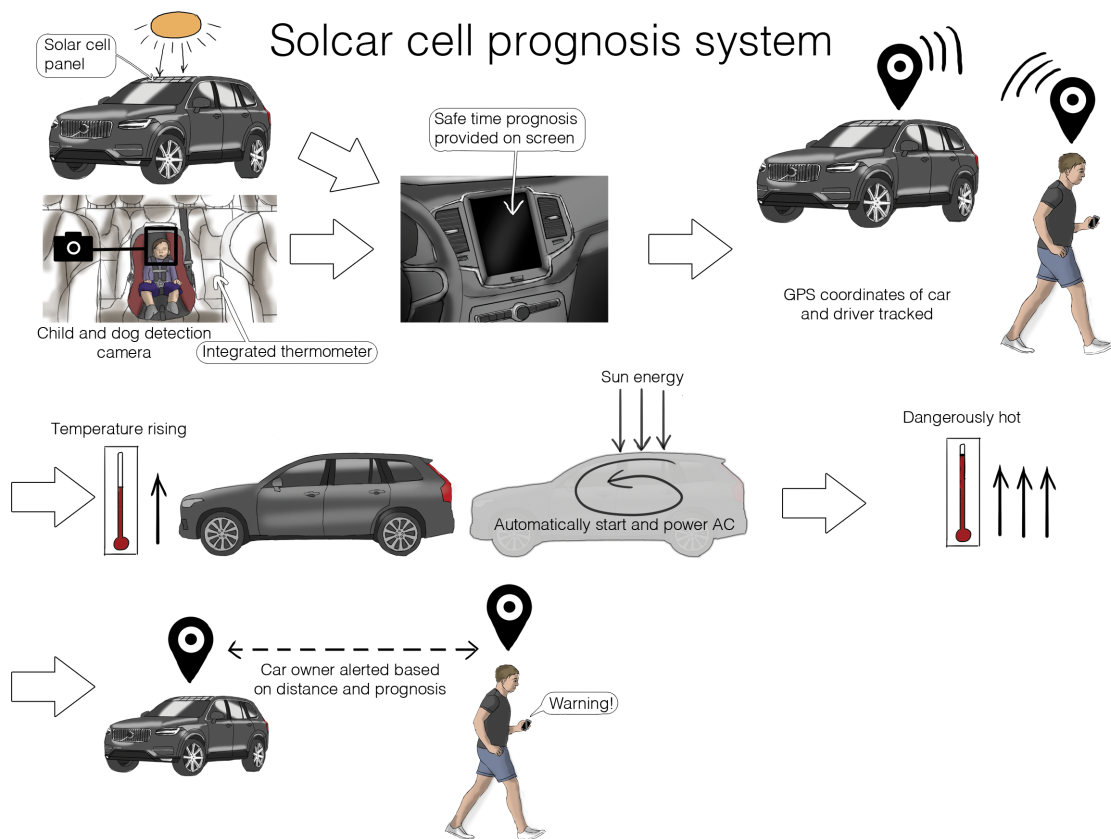 Solcar cell prognosis system
Solar cell
panel
Safe time prognosis
provided on screen
Child and dog detection
camera
Integrated thermometer
GPS coordinates of car
and driver tracked
Temperature rising
Sun energy
Automatically start and power AC
Dangerously hot
Car owner alerted based
on distance and prognosis
Warning!